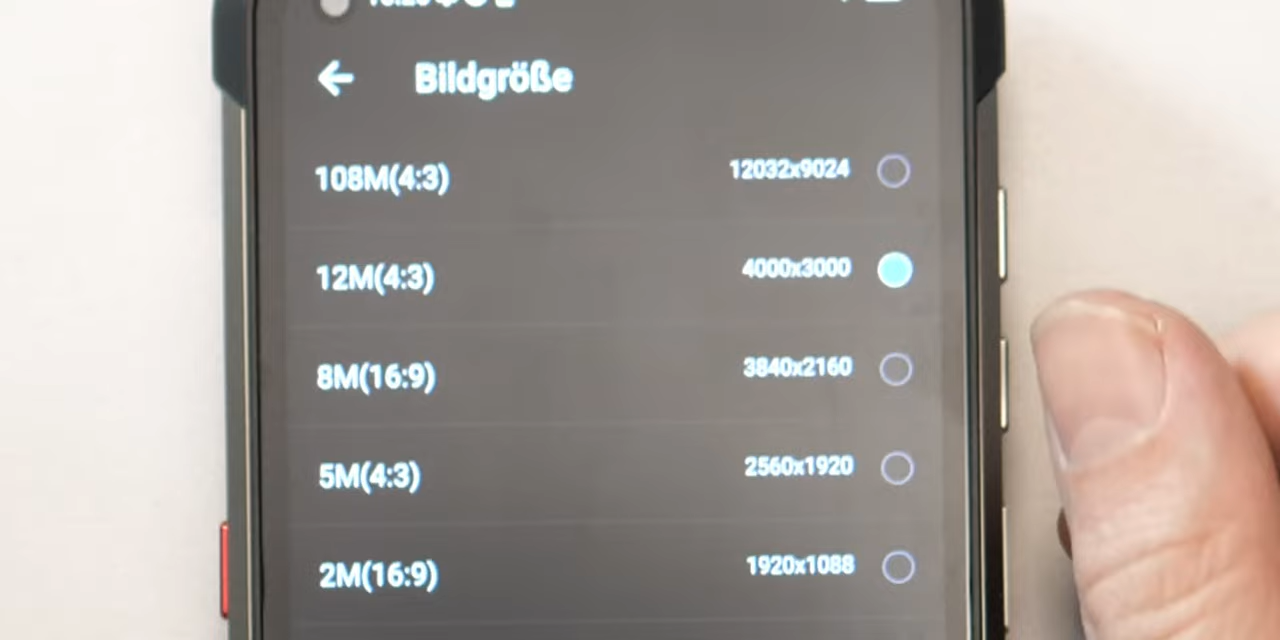 Bildgröße
108M(4:3) 12032x9024
12M(4:3) 4000x3000
8M(16:9) 3840x2160
5M(4:3) 2560x1920
2M(16:9) 1920x1088